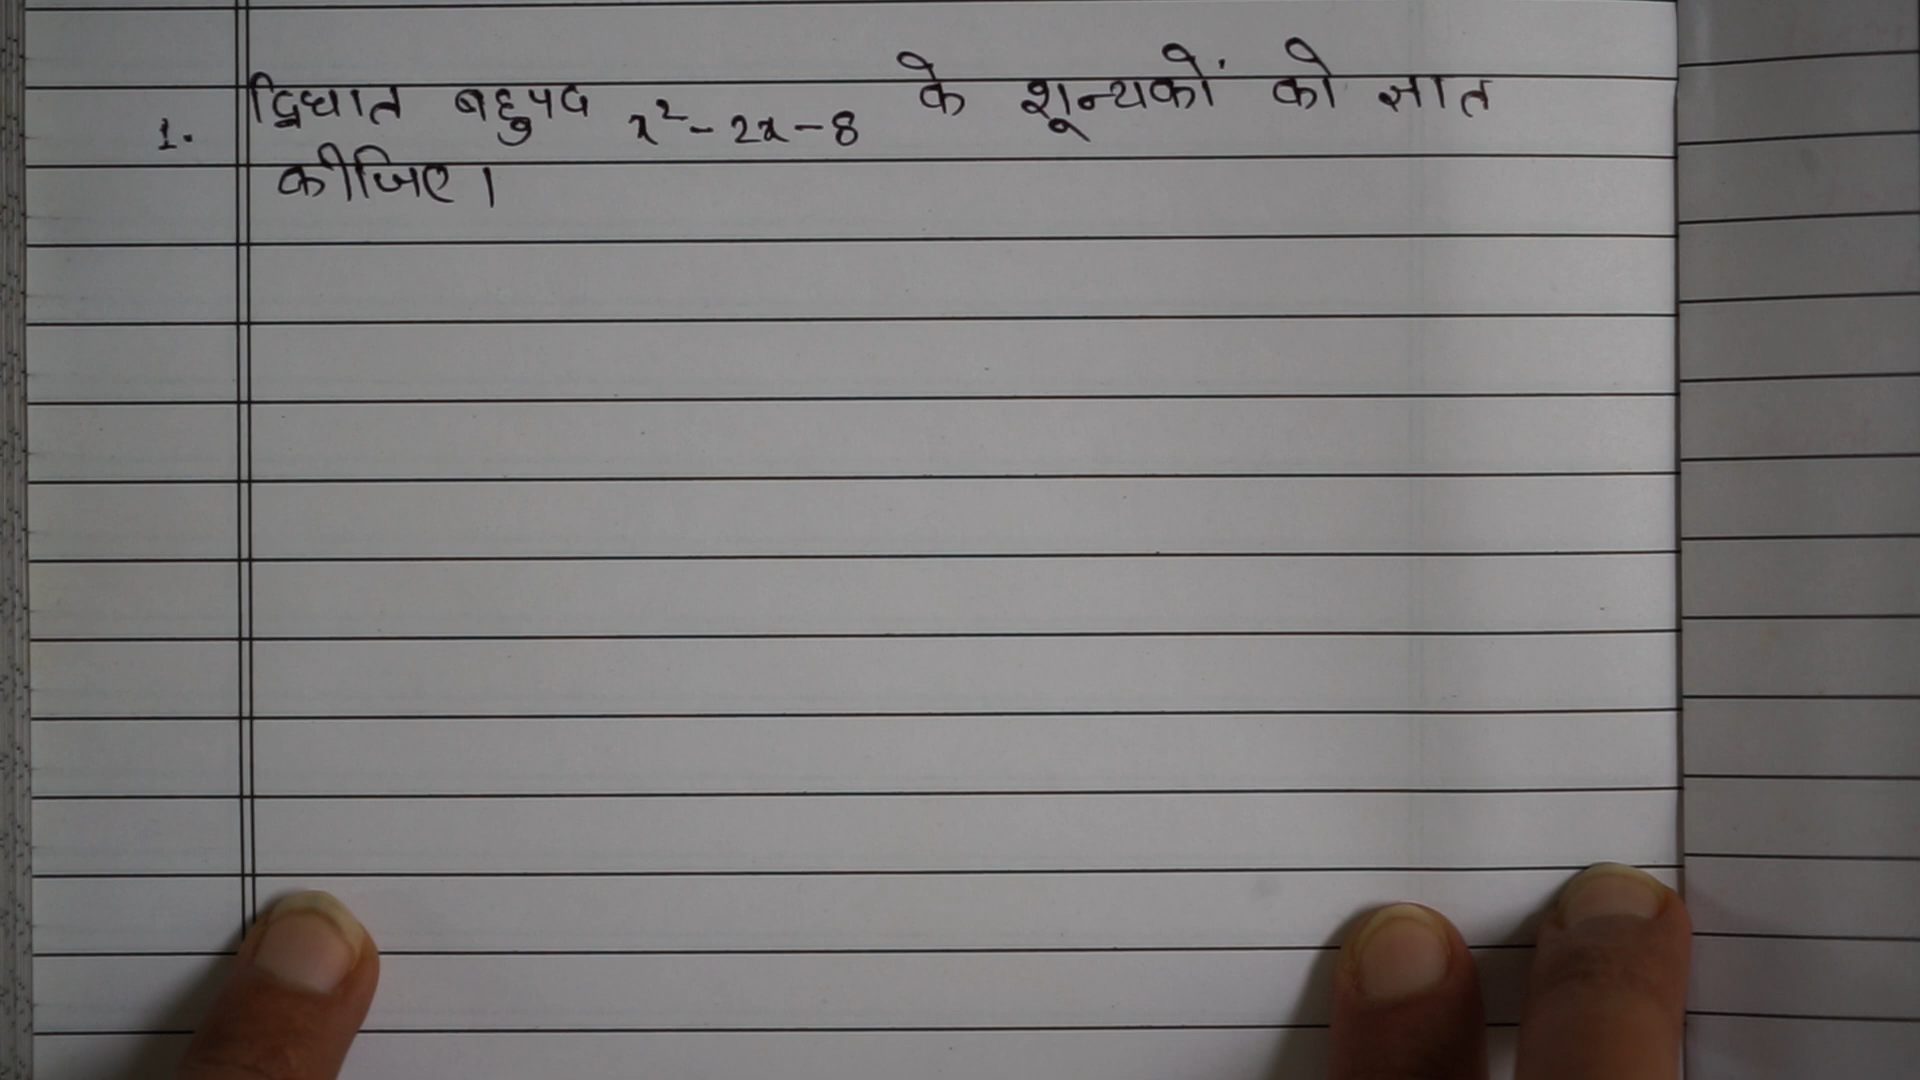 1. द्विघात बहुपद x² - 2x - 8 के शून्यकों को ज्ञात
कीजिए।